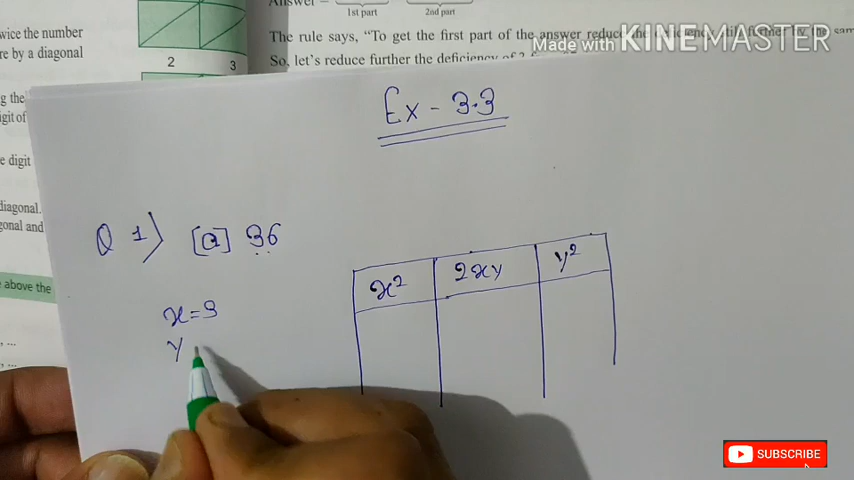 wice the number
re by a diagonal
2 3
g the
igit of
e digit
diagonal.
gonal and
e above the
1st part 2nd part
The rule says, “To get the first part of the answer reduce
So, let's reduce further the deficiency of
Made with KINEMASTER
Ex - 3.3
Q 1) [a] 36
x² 2xy y²
x=3
y
SUBSCRIBE